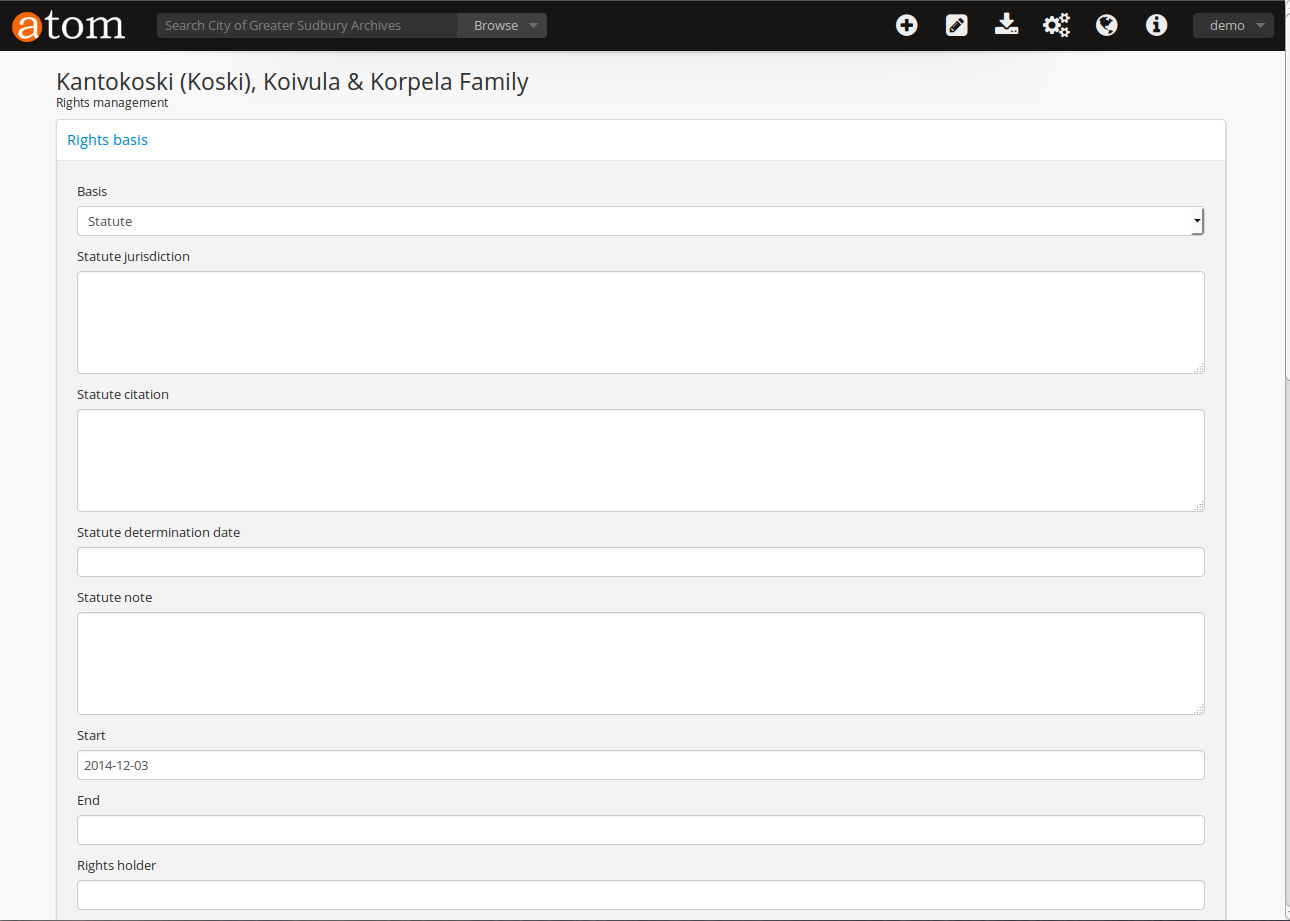 atom
Search City of Greater Sudbury Archives
Browse
demo
Kantokoski (Koski), Koivula & Korpela Family
Rights management
Rights basis
Basis
Statute
Statute jurisdiction
Statute citation
Statute determination date
Statute note
Start
2014-12-03
End
Rights holder